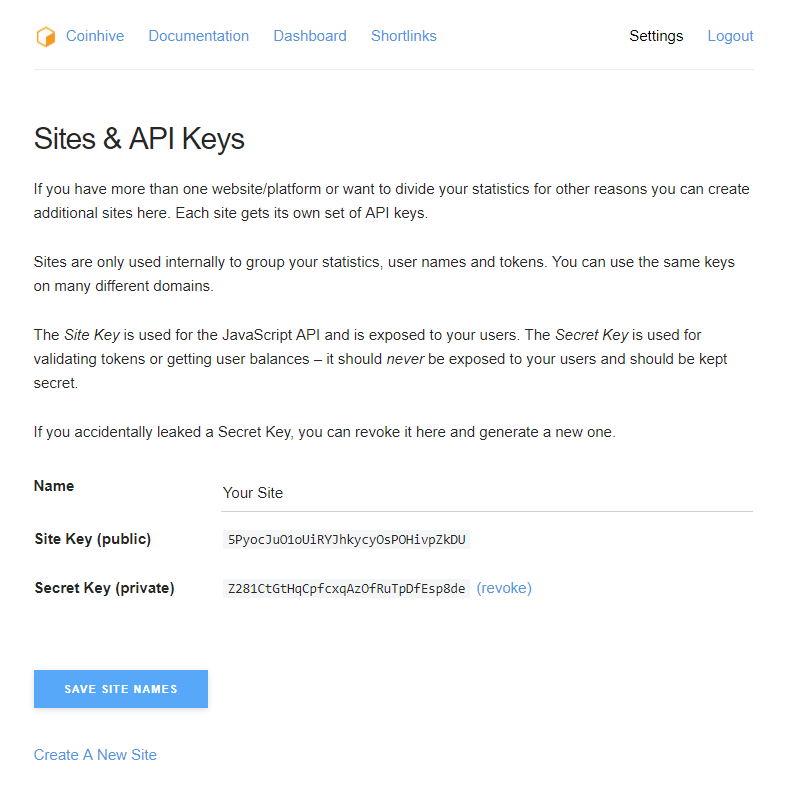 Coinhive Documentation Dashboard Shortlinks Settings Logout
Sites & API Keys
If you have more than one website/platform or want to divide your statistics for other reasons you can create
additional sites here. Each site gets its own set of API keys.
Sites are only used internally to group your statistics, user names and tokens. You can use the same keys
on many different domains.
The Site Key is used for the JavaScript API and is exposed to your users. The Secret Key is used for
validating tokens or getting user balances – it should never be exposed to your users and should be kept
secret.
If you accidentally leaked a Secret Key, you can revoke it here and generate a new one.
Name Your Site
Site Key (public) 5PyocJuO1oUiRYJhkycyOsPOHivpZkDU
Secret Key (private) Z281CtGtHqCpfcxqAzOfRuTpDfEsp8de (revoke)
SAVE SITE NAMES
Create A New Site